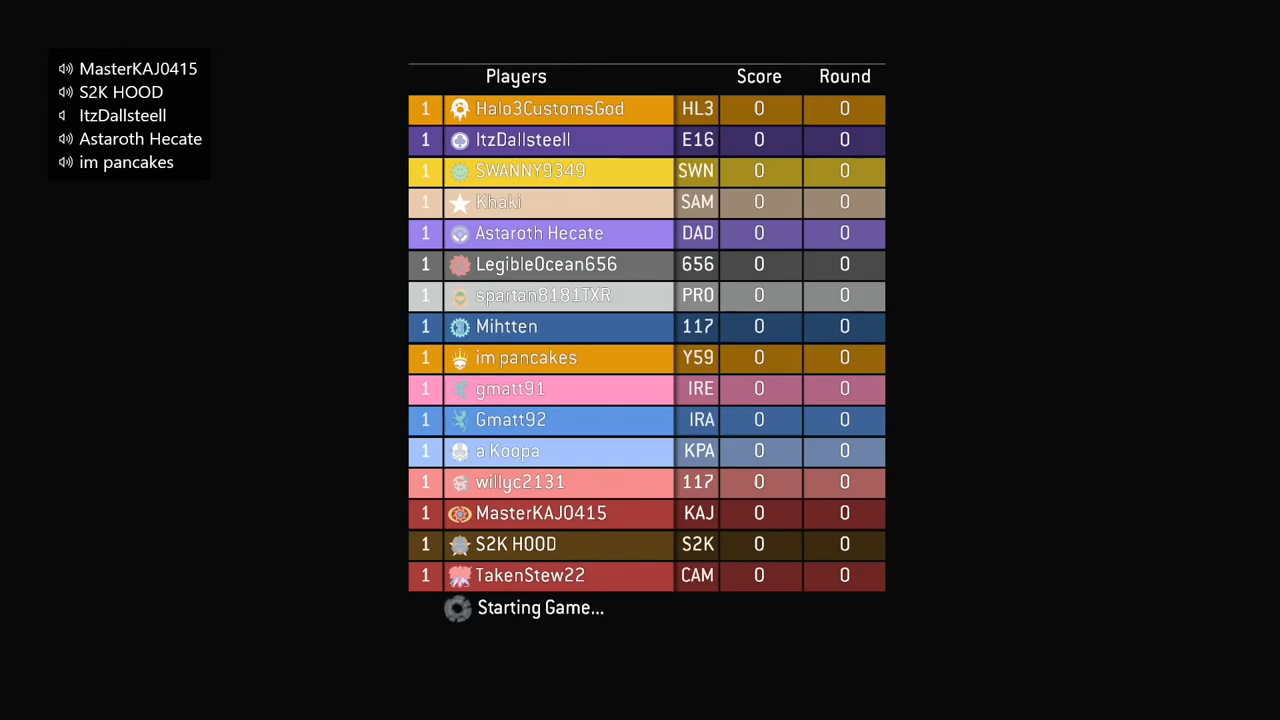 MasterKAJ0415
S2K HOOD
ItzDallsteell
Astaroth Hecate
im pancakes
Players Score Round
1 Halo3CustomsGod HL3 0 0
1 ItzDallsteell E16 0 0
1 SWANNY9349 SWN 0 0
1 Khaki SAM 0 0
1 Astaroth Hecate DAD 0 0
1 LegibleOcean656 656 0 0
1 spartan8181TXR PRO 0 0
1 Mihtten 117 0 0
1 im pancakes Y59 0 0
1 gmatt91 IRE 0 0
1 Gmatt92 IRA 0 0
1 a Koopa KPA 0 0
1 willyc2131 117 0 0
1 MasterKAJ0415 KAJ 0 0
1 S2K HOOD S2K 0 0
1 TakenStew22 CAM 0 0
Starting Game...